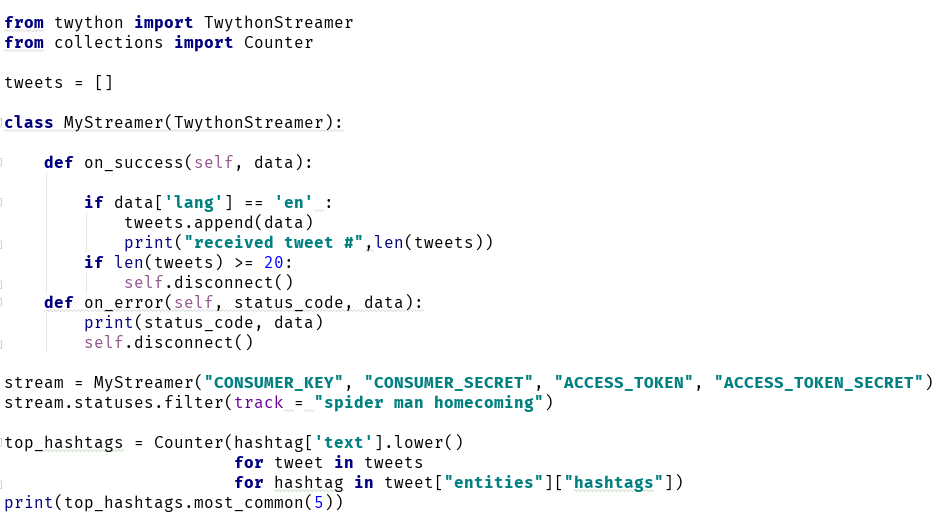 from twython import TwythonStreamer
from collections import Counter

tweets = []

class MyStreamer(TwythonStreamer):

    def on_success(self, data):

        if data['lang'] == 'en' :
            tweets.append(data)
            print("received tweet #",len(tweets))
        if len(tweets) >= 20:
            self.disconnect()
    def on_error(self, status_code, data):
        print(status_code, data)
        self.disconnect()

stream = MyStreamer("CONSUMER_KEY", "CONSUMER_SECRET", "ACCESS_TOKEN", "ACCESS_TOKEN_SECRET")
stream.statuses.filter(track = "spider man homecoming")

top_hashtags = Counter(hashtag['text'].lower()
                       for tweet in tweets
                       for hashtag in tweet["entities"]["hashtags"])
print(top_hashtags.most_common(5))